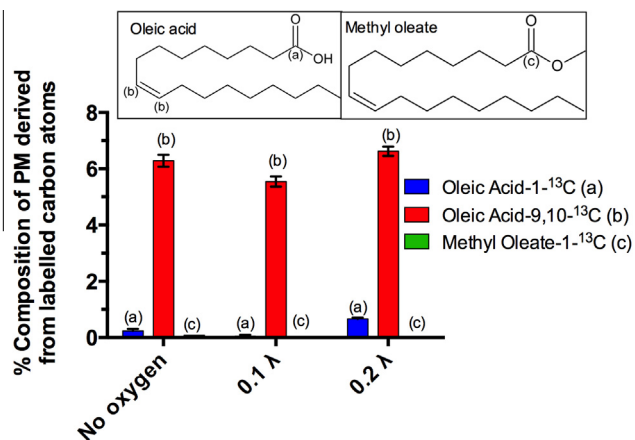 Oleic acid
O
(a)
OH
(b)
(b)
Methyl oleate
O
(c)
O
% Composition of PM derived
from labelled carbon atoms
8
6
4
2
0
(b)
(a)
(c)
(b)
(a)
(c)
(b)
(a)
(c)
Oleic Acid-1-¹³C (a)
Oleic Acid-9,10-¹³C (b)
Methyl Oleate-1-¹³C (c)
No oxygen
0.1 λ
0.2 λ